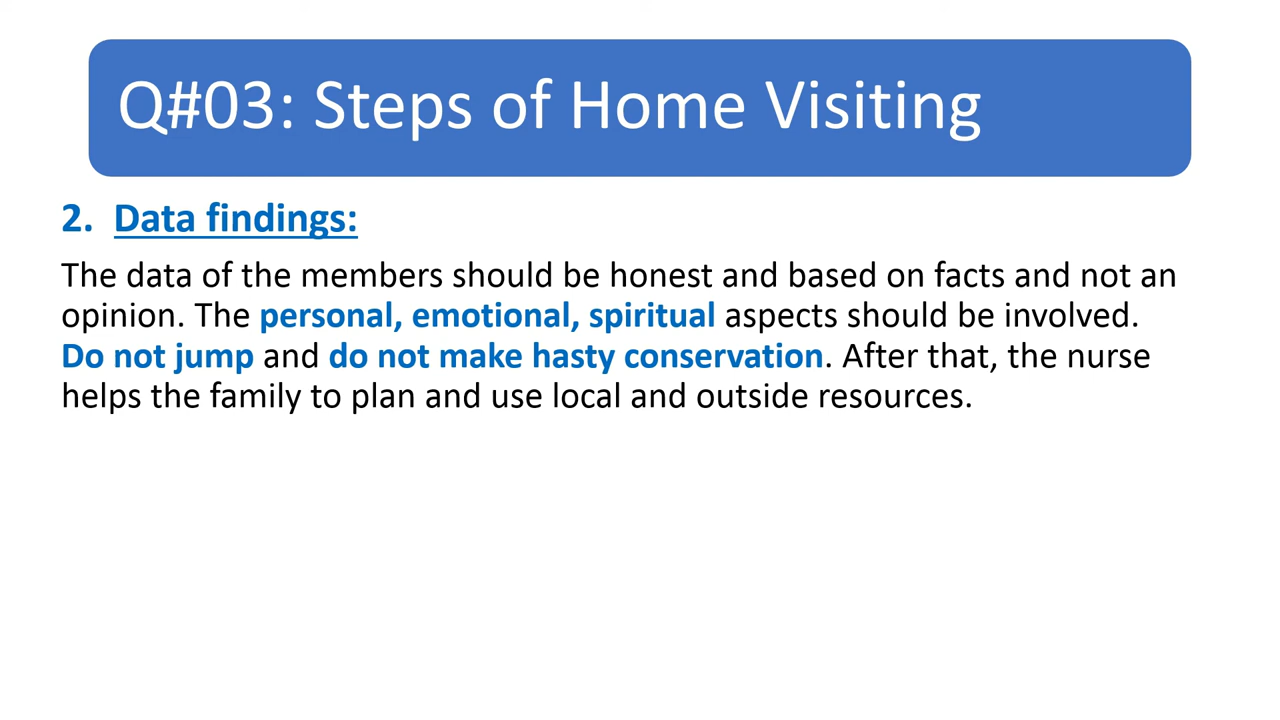 Q#03: Steps of Home Visiting
2. Data findings:
The data of the members should be honest and based on facts and not an
opinion. The personal, emotional, spiritual aspects should be involved.
Do not jump and do not make hasty conservation. After that, the nurse
helps the family to plan and use local and outside resources.